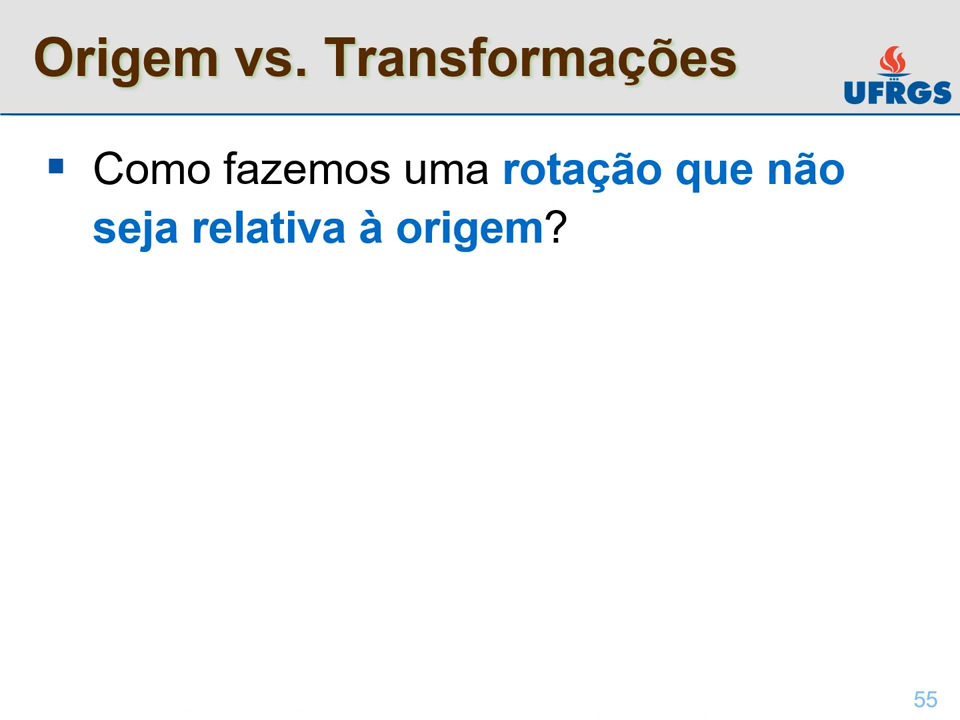 Origem vs. Transformações
UFRGS
Como fazemos uma rotação que não
seja relativa à origem?
55